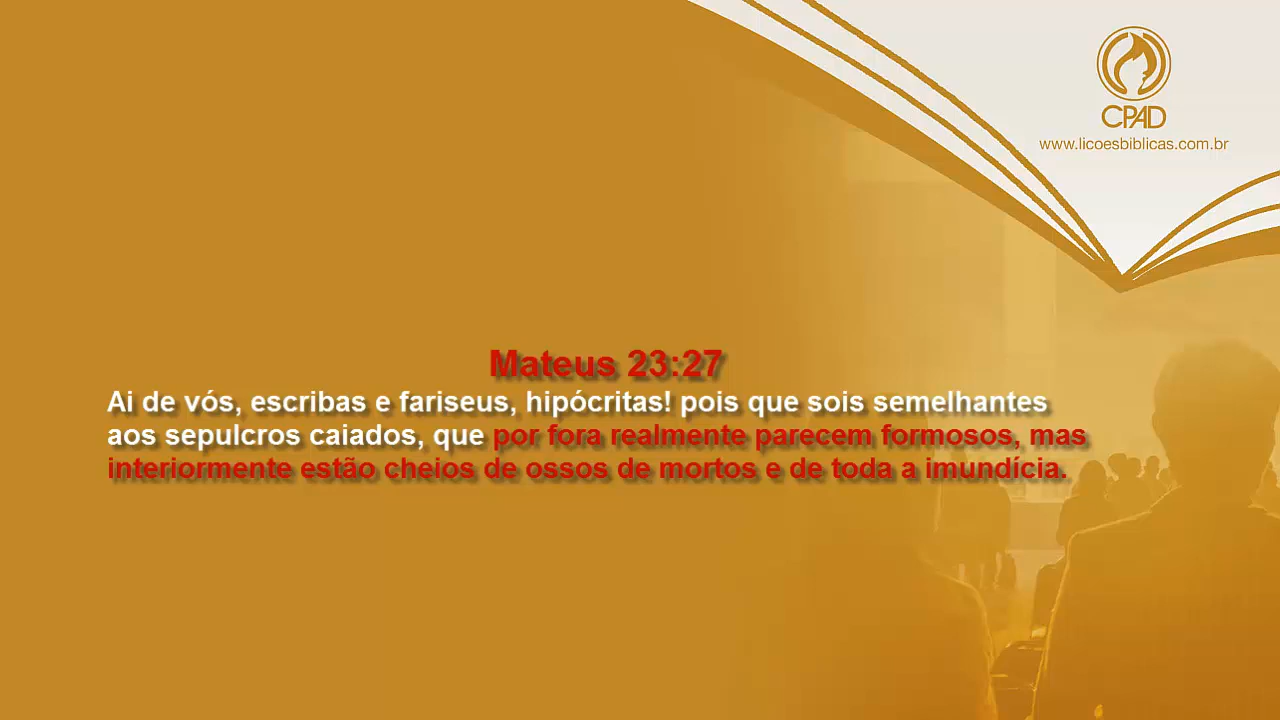 CPAD
www.licoesbiblicas.com.br
Mateus 23:27
Ai de vós, escribas e fariseus, hipócritas! pois que sois semelhantes
aos sepulcros caiados, que por fora realmente parecem formosos, mas
interiormente estão cheios de ossos de mortos e de toda a imundícia.